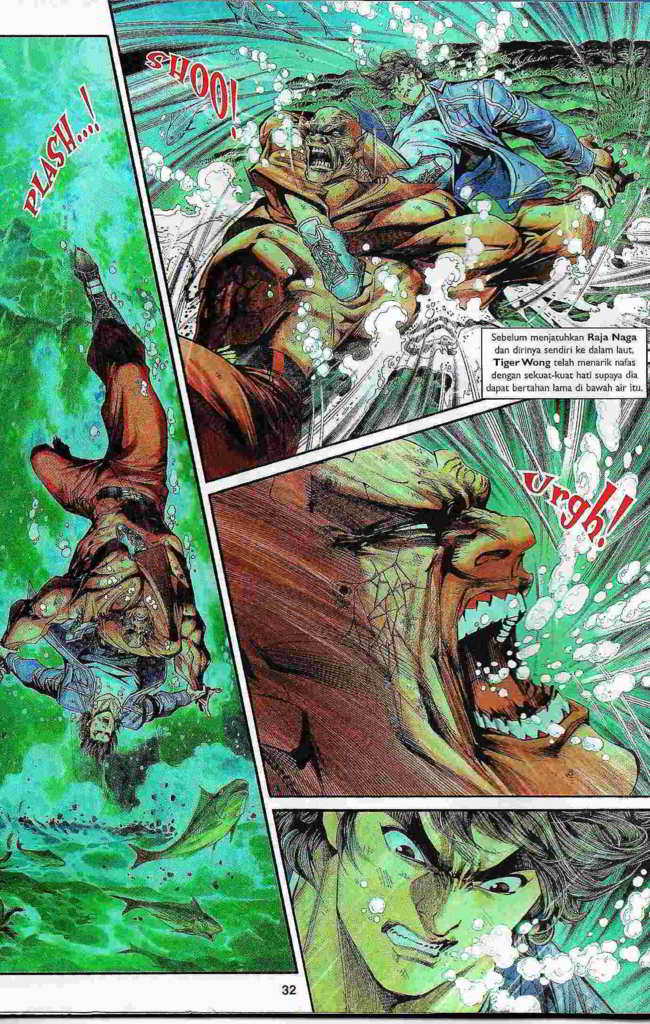 PLASH...!
SHOO!
Sebelum menjatuhkan Raja Naga
dan dirinya sendiri ke dalam laut,
Tiger Wong telah menarik nafas
dengan sekuat-kuat hati supaya dia
dapat bertahan lama di bawah air itu.
Urgh!
32